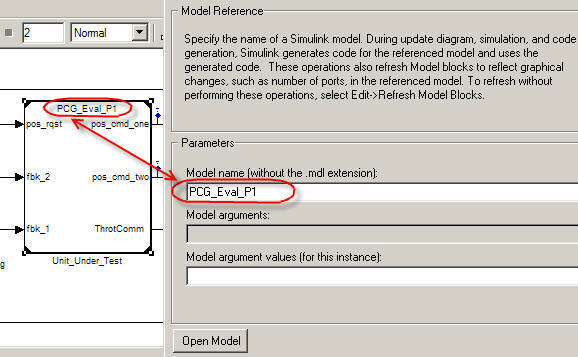 2
Normal
PCG_Eval_P1
pos_rqst
pos_cmd_one
fbk_2
pos_cmd_two
fbk_1
ThrotComm
Unit_Under_Test
Model Reference
Specify the name of a Simulink model. During update diagram, simulation, and code
generation, Simulink generates code for the referenced model and uses the
generated code.  These operations also refresh Model blocks to reflect graphical
changes, such as number of ports, in the referenced model. To refresh without
performing these operations, select Edit->Refresh Model Blocks.
Parameters
Model name (without the .mdl extension):
PCG_Eval_P1
Model arguments:
Model argument values (for this instance):
Open Model